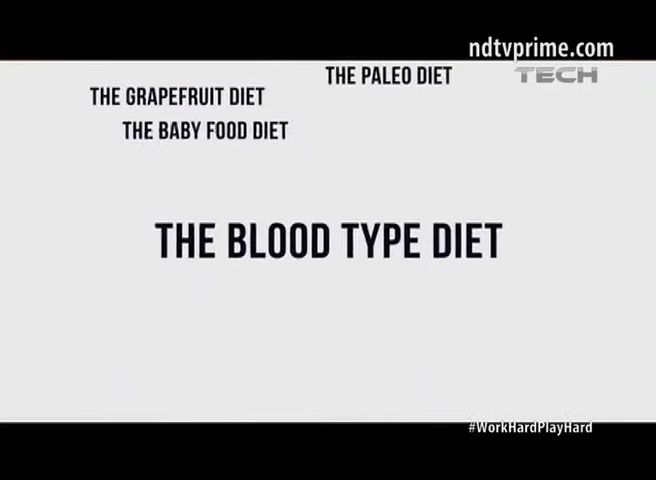 ndtvprime.com
TECH
THE PALEO DIET
THE GRAPEFRUIT DIET
THE BABY FOOD DIET
THE BLOOD TYPE DIET
#WorkHardPlayHard